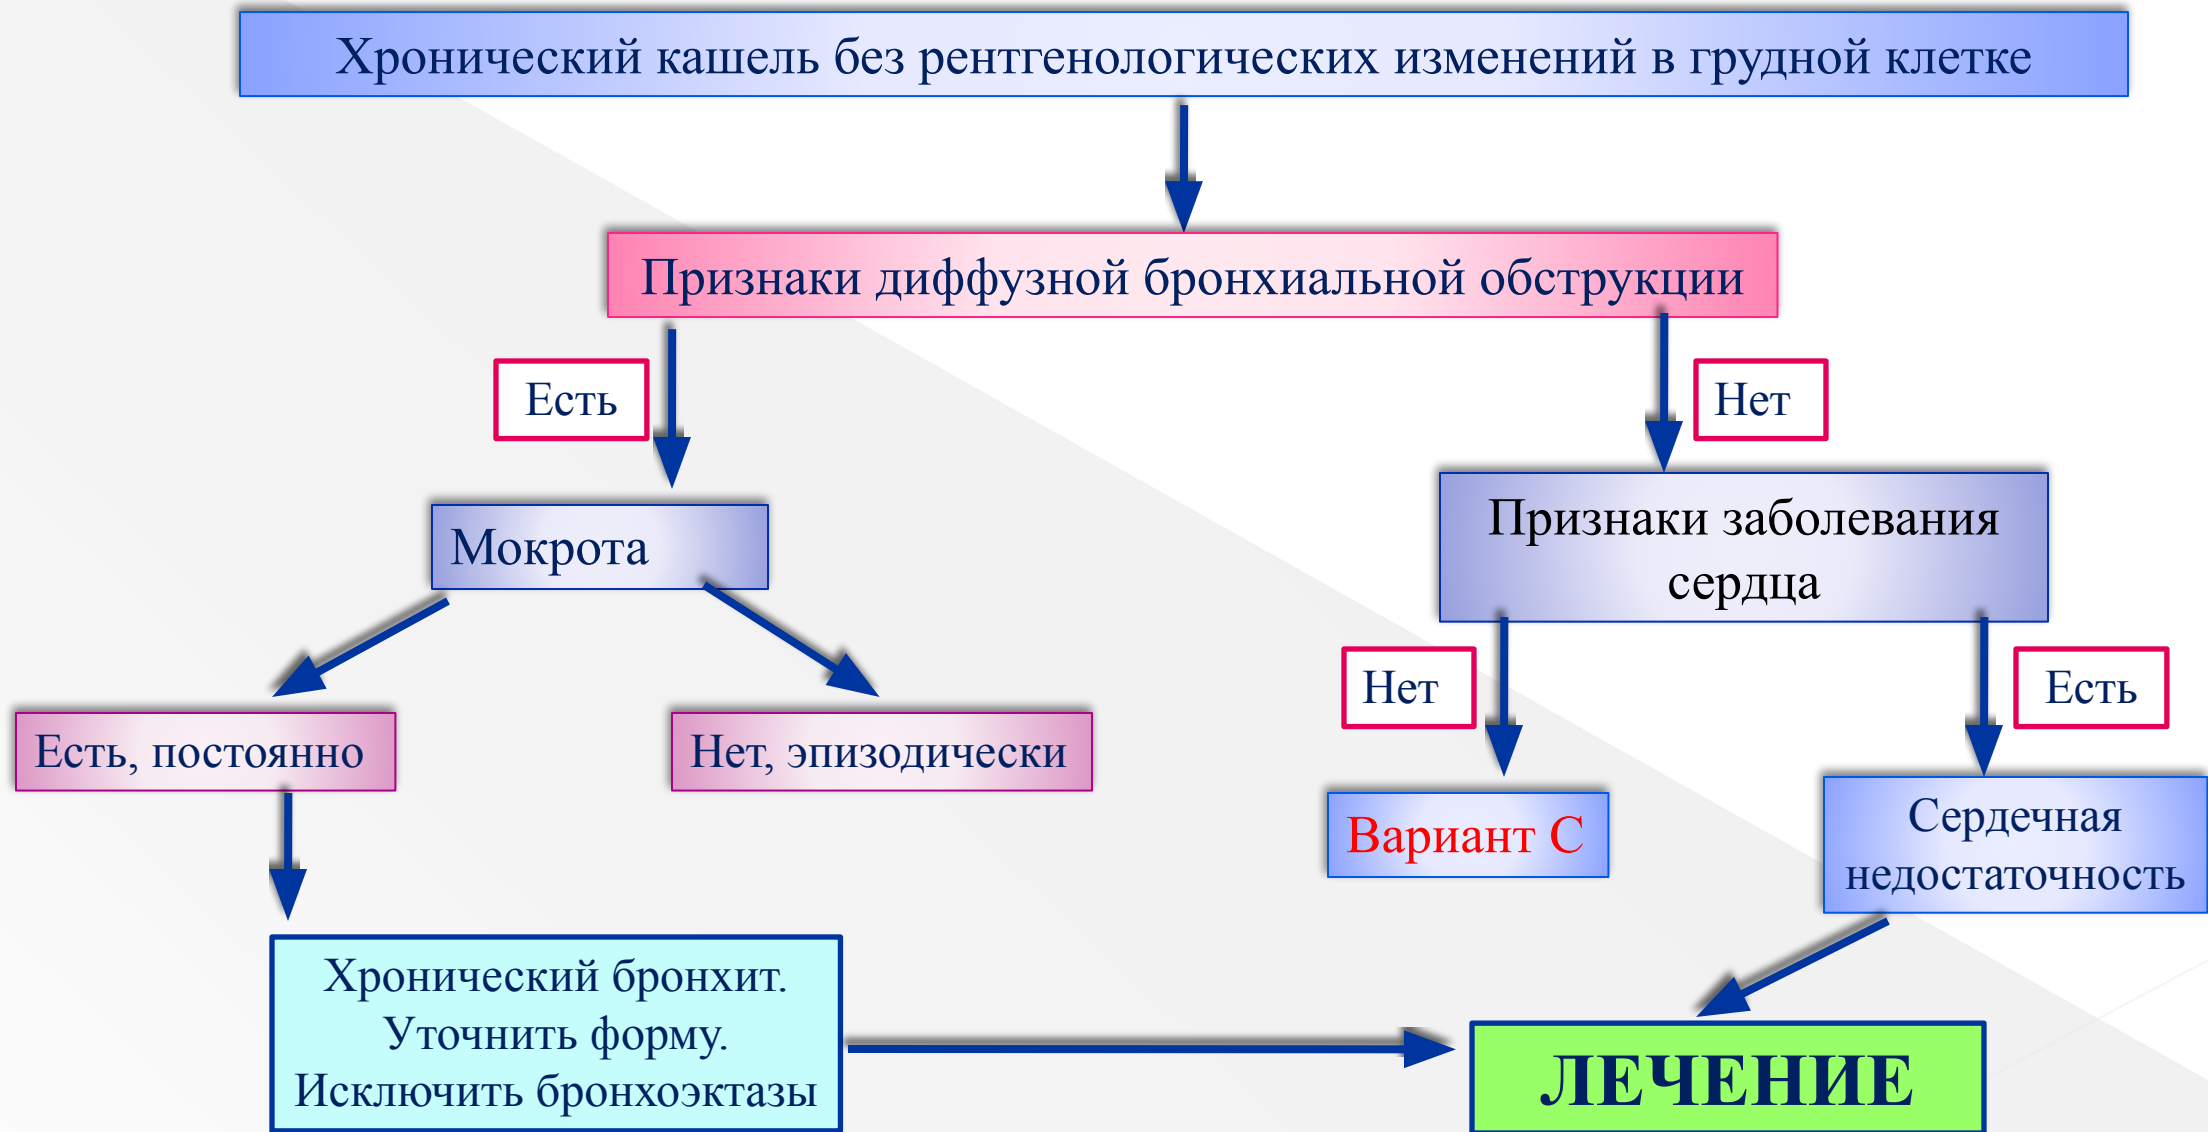 Хронический кашель без рентгенологических изменений в грудной клетке
Признаки диффузной бронхиальной обструкции
Есть
Нет
Мокрота
Признаки заболевания
сердца
Нет
Есть
Есть, постоянно
Нет, эпизодически
Вариант С
Сердечная
недостаточность
Хронический бронхит.
Уточнить форму.
Исключить бронхоэктазы
ЛЕЧЕНИЕ